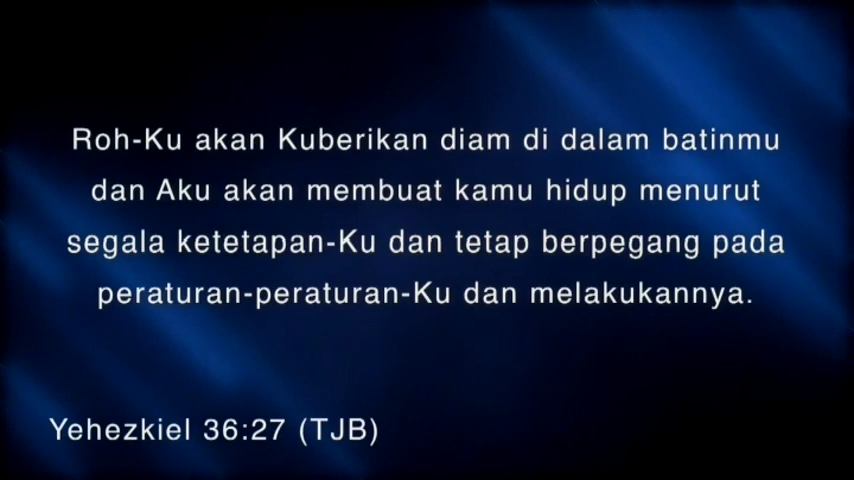 Roh-Ku akan Kuberikan diam di dalam batinmu
dan Aku akan membuat kamu hidup menurut
segala ketetapan-Ku dan tetap berpegang pada
peraturan-peraturan-Ku dan melakukannya.
Yehezkiel 36:27 (TJB)